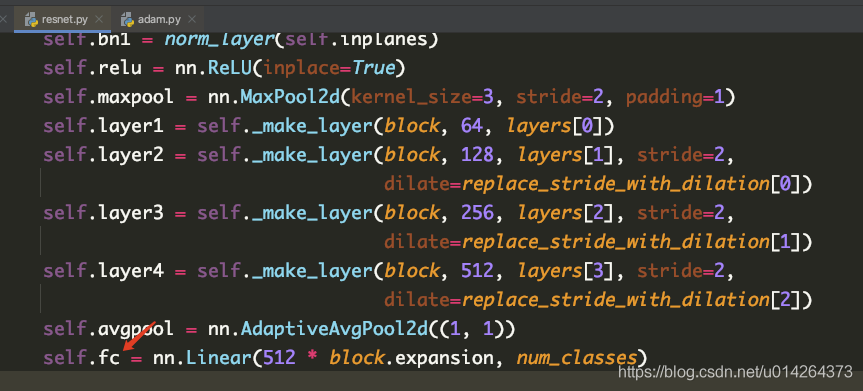 resnet.py adam.py
self.bn1 = norm_layer(self.inplanes)
self.relu = nn.ReLU(inplace=True)
self.maxpool = nn.MaxPool2d(kernel_size=3, stride=2, padding=1)
self.layer1 = self._make_layer(block, 64, layers[0])
self.layer2 = self._make_layer(block, 128, layers[1], stride=2,
dilate=replace_stride_with_dilation[0])
self.layer3 = self._make_layer(block, 256, layers[2], stride=2,
dilate=replace_stride_with_dilation[1])
self.layer4 = self._make_layer(block, 512, layers[3], stride=2,
dilate=replace_stride_with_dilation[2])
self.avgpool = nn.AdaptiveAvgPool2d((1, 1))
self.fc = nn.Linear(512 * block.expansion, num_classes)
https://blog.csdn.net/u014264373